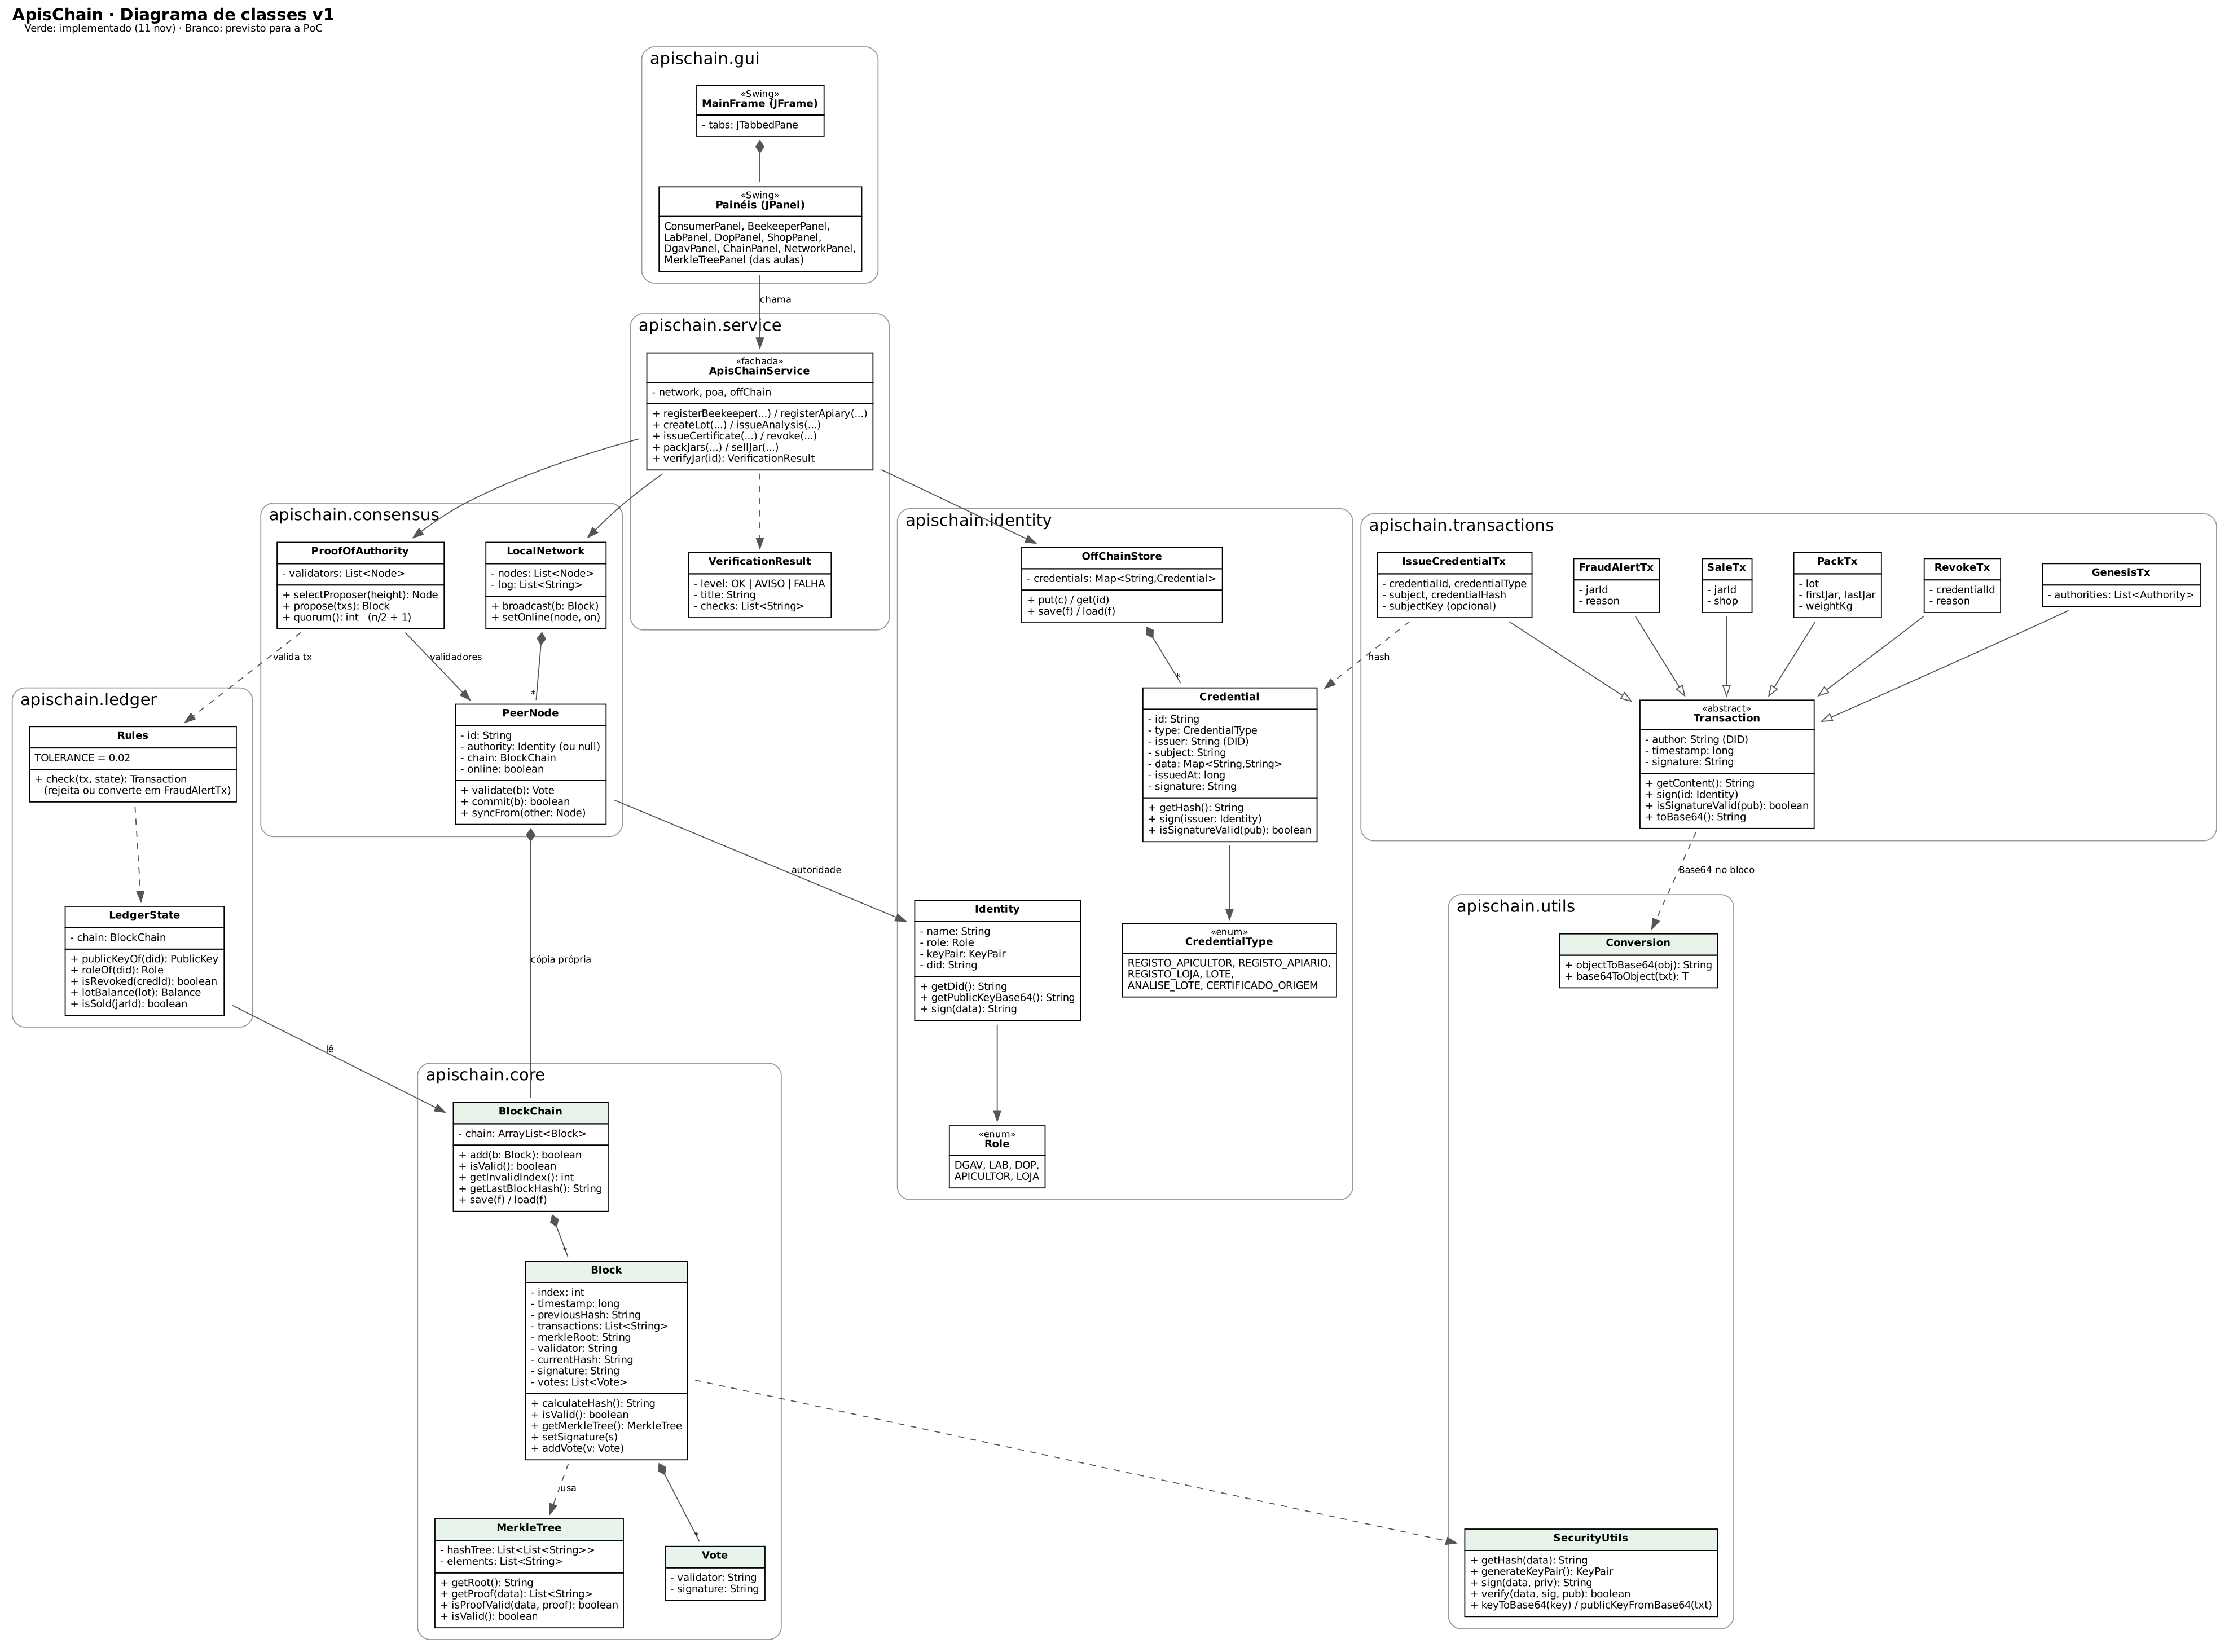 ApisChain · Diagrama de classes v1
Verde: implementado (11 nov) · Branco: previsto para a PoC
apischain.gui
«Swing»
MainFrame (JFrame)
- tabs: JTabbedPane
«Swing»
Painéis (JPanel)
ConsumerPanel, BeekeeperPanel,
LabPanel, DopPanel, ShopPanel,
DgavPanel, ChainPanel, NetworkPanel,
MerkleTreePanel (das aulas)
chama
apischain.service
«fachada»
ApisChainService
- network, poa, offChain
+ registerBeekeeper(...) / registerApiary(...)
+ createLot(...) / issueAnalysis(...)
+ issueCertificate(...) / revoke(...)
+ packJars(...) / sellJar(...)
+ verifyJar(id): VerificationResult
VerificationResult
- level: OK | AVISO | FALHA
- title: String
- checks: List<String>
apischain.consensus
ProofOfAuthority
- validators: List<Node>
+ selectProposer(height): Node
+ propose(txs): Block
+ quorum(): int   (n/2 + 1)
LocalNetwork
- nodes: List<Node>
- log: List<String>
+ broadcast(b: Block)
+ setOnline(node, on)
valida tx
validadores
*
PeerNode
- id: String
- authority: Identity (ou null)
- chain: BlockChain
- online: boolean
+ validate(b): Vote
+ commit(b): boolean
+ syncFrom(other: Node)
apischain.identity
OffChainStore
- credentials: Map<String,Credential>
+ put(c) / get(id)
+ save(f) / load(f)
*
hash
Credential
- id: String
- type: CredentialType
- issuer: String (DID)
- subject: String
- data: Map<String,String>
- issuedAt: long
- signature: String
+ getHash(): String
+ sign(issuer: Identity)
+ isSignatureValid(pub): boolean
autoridade
Identity
- name: String
- role: Role
- keyPair: KeyPair
- did: String
+ getDid(): String
+ getPublicKeyBase64(): String
+ sign(data): String
«enum»
CredentialType
REGISTO_APICULTOR, REGISTO_APIARIO,
REGISTO_LOJA, LOTE,
ANALISE_LOTE, CERTIFICADO_ORIGEM
«enum»
Role
DGAV, LAB, DOP,
APICULTOR, LOJA
apischain.transactions
IssueCredentialTx
- credentialId, credentialType
- subject, credentialHash
- subjectKey (opcional)
FraudAlertTx
- jarId
- reason
SaleTx
- jarId
- shop
PackTx
- lot
- firstJar, lastJar
- weightKg
RevokeTx
- credentialId
- reason
GenesisTx
- authorities: List<Authority>
«abstract»
Transaction
- author: String (DID)
- timestamp: long
- signature: String
+ getContent(): String
+ sign(id: Identity)
+ isSignatureValid(pub): boolean
+ toBase64(): String
Base64 no bloco
apischain.ledger
Rules
TOLERANCE = 0.02
+ check(tx, state): Transaction
(rejeita ou converte em FraudAlertTx)
LedgerState
- chain: BlockChain
+ publicKeyOf(did): PublicKey
+ roleOf(did): Role
+ isRevoked(credId): boolean
+ lotBalance(lot): Balance
+ isSold(jarId): boolean
lê
cópia própria
apischain.core
BlockChain
- chain: ArrayList<Block>
+ add(b: Block): boolean
+ isValid(): boolean
+ getInvalidIndex(): int
+ getLastBlockHash(): String
+ save(f) / load(f)
*
Block
- index: int
- timestamp: long
- previousHash: String
- transactions: List<String>
- merkleRoot: String
- validator: String
- currentHash: String
- signature: String
- votes: List<Vote>
+ calculateHash(): String
+ isValid(): boolean
+ getMerkleTree(): MerkleTree
+ setSignature(s)
+ addVote(v: Vote)
usa
*
MerkleTree
- hashTree: List<List<String>>
- elements: List<String>
+ getRoot(): String
+ getProof(data): List<String>
+ isProofValid(data, proof): boolean
+ isValid(): boolean
Vote
- validator: String
- signature: String
apischain.utils
Conversion
+ objectToBase64(obj): String
+ base64ToObject(txt): T
SecurityUtils
+ getHash(data): String
+ generateKeyPair(): KeyPair
+ sign(data, priv): String
+ verify(data, sig, pub): boolean
+ keyToBase64(key) / publicKeyFromBase64(txt)